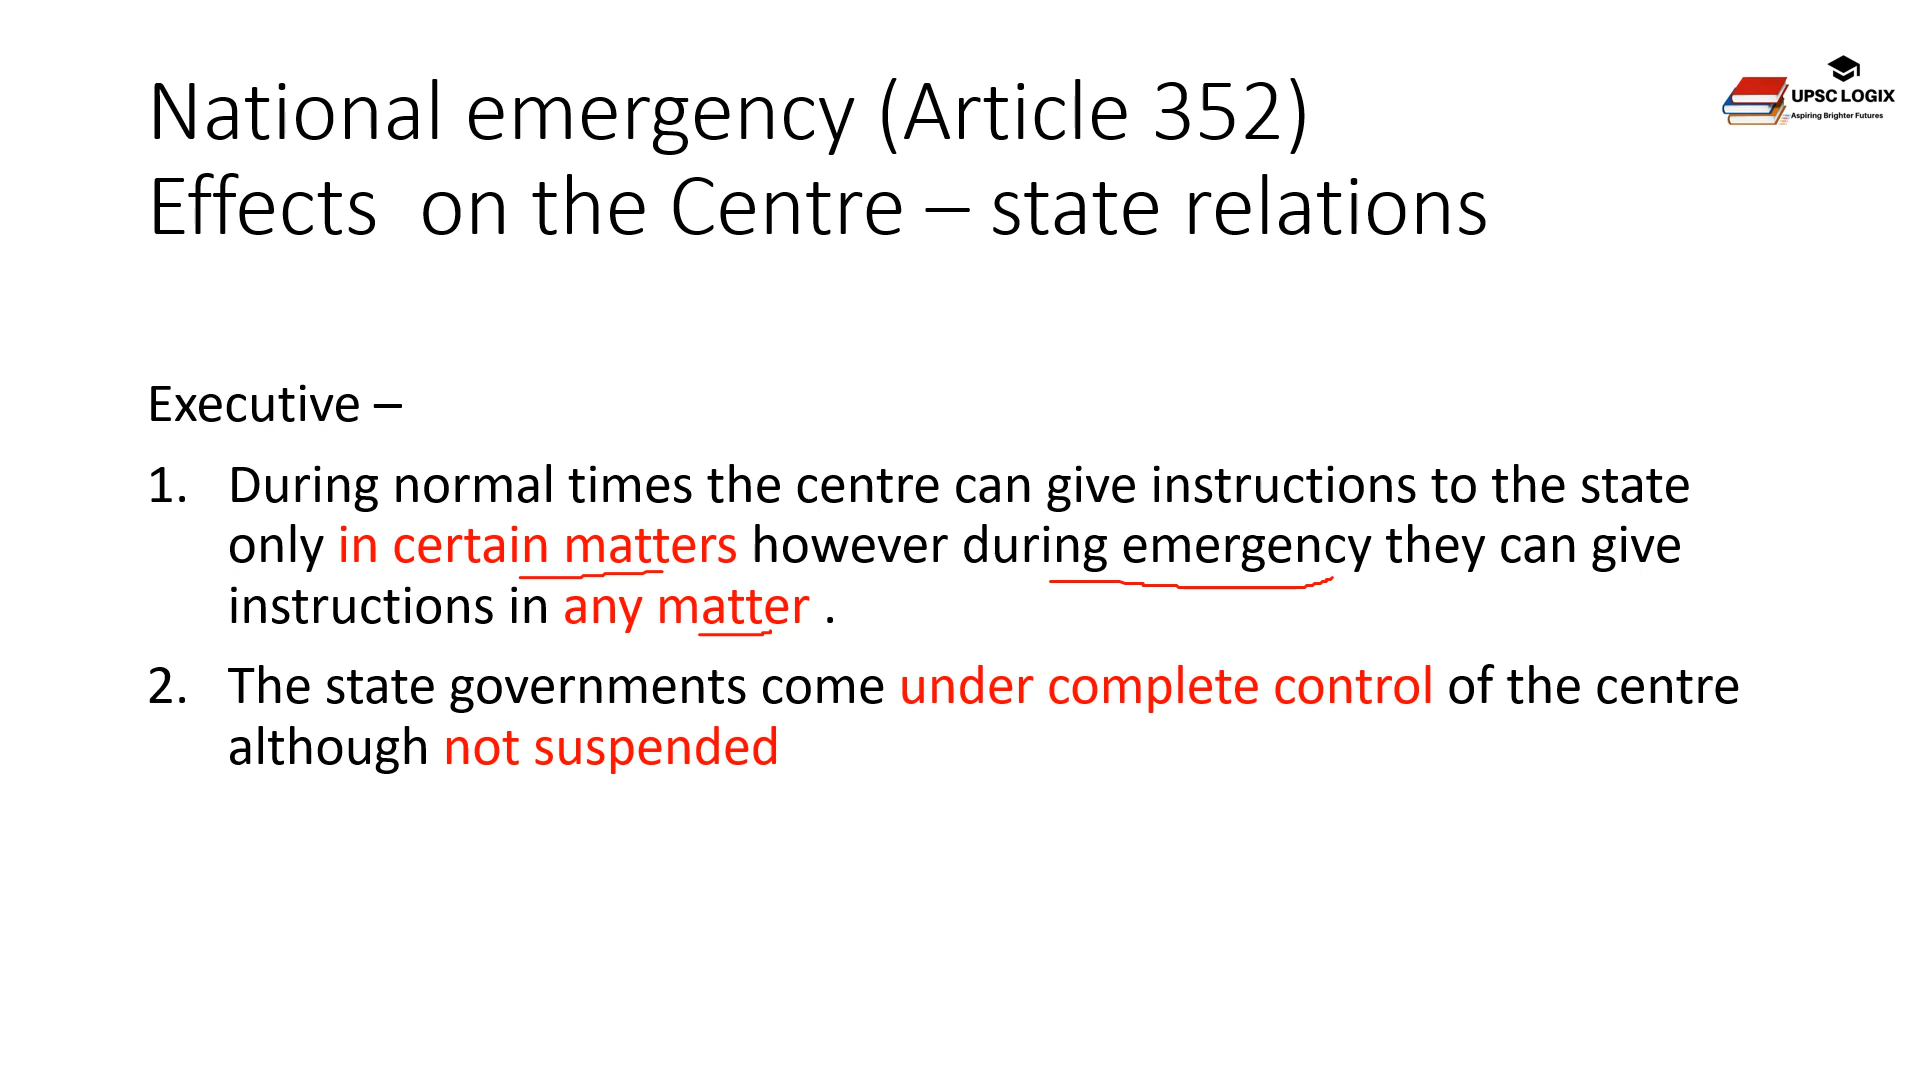 National emergency (Article 352)
Effects on the Centre – state relations
UPSC LOGIX
Aspiring Brighter Futures
Executive –
1. During normal times the centre can give instructions to the state
only in certain matters however during emergency they can give
instructions in any matter .
2. The state governments come under complete control of the centre
although not suspended